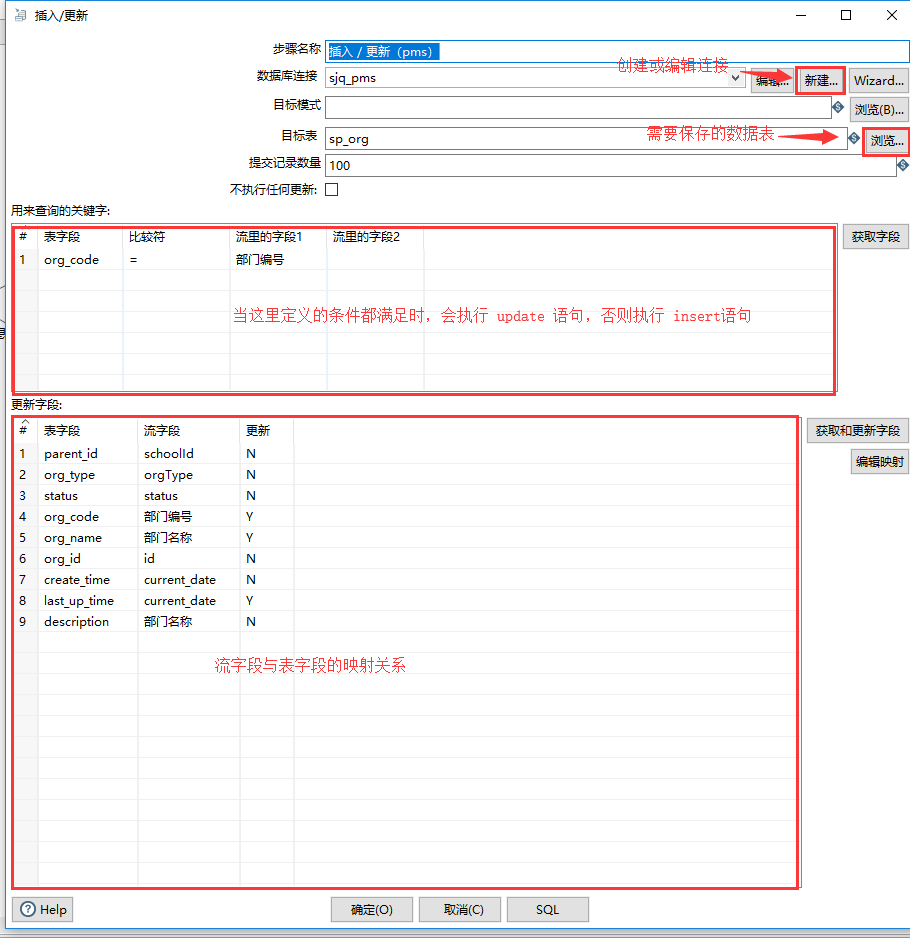 插入/更新
步骤名称 插入 / 更新（pms）
创建或编辑连接
数据库连接 sjq_pms 编辑... 新建... Wizard...
目标模式 浏览(B)...
需要保存的数据表
目标表 sp_org 浏览...
提交记录数量 100
不执行任何更新:
用来查询的关键字:
# 表字段 比较符 流里的字段1 流里的字段2 获取字段
1 org_code = 部门编号
当这里定义的条件都满足时，会执行 update 语句，否则执行 insert语句
更新字段:
# 表字段 流字段 更新 获取和更新字段
1 parent_id schoolId N 编辑映射
2 org_type orgType N
3 status status N
4 org_code 部门编号 Y
5 org_name 部门名称 Y
6 org_id id N
7 create_time current_date N
8 last_up_time current_date Y
9 description 部门名称 N
流字段与表字段的映射关系
Help 确定(O) 取消(C) SQL